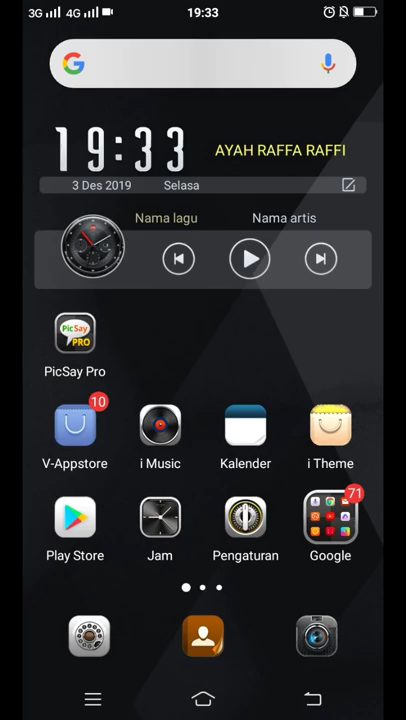 3G 4G 19:33
19:33
AYAH RAFFA RAFFI
3 Des 2019 Selasa
Nama lagu Nama artis
PicSay
PRO
PicSay Pro
10
V-Appstore i Music Kalender i Theme
71
Play Store Jam Pengaturan Google